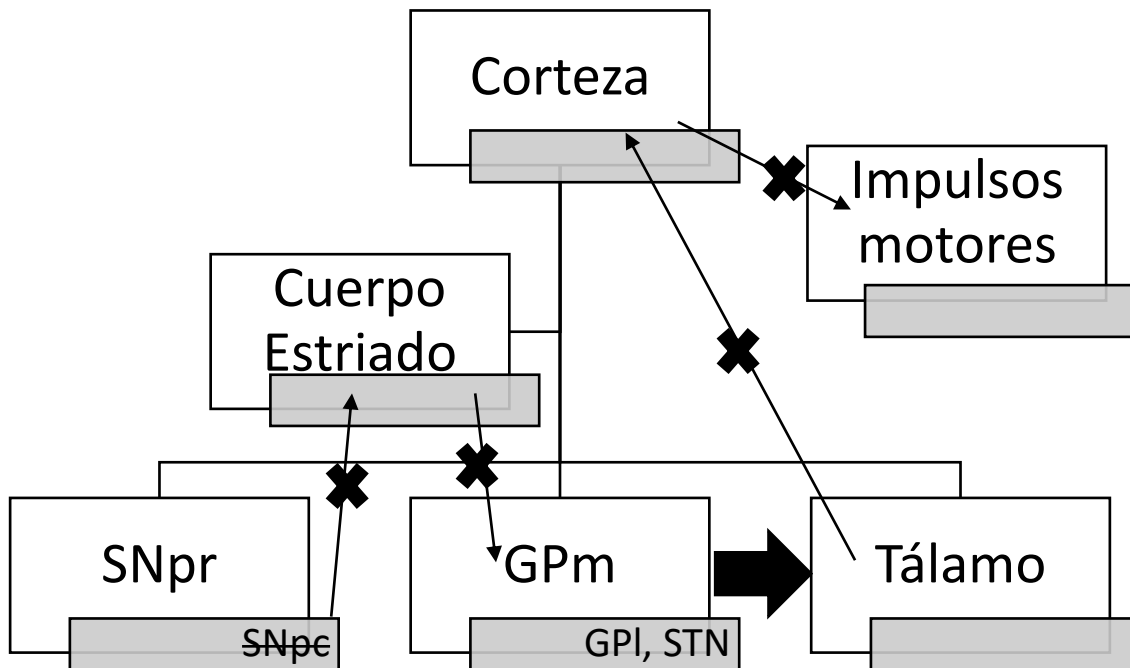 Corteza
Impulsos
motores
Cuerpo
Estriado
SNpr
SNpc
GPm
GPl, STN
Tálamo